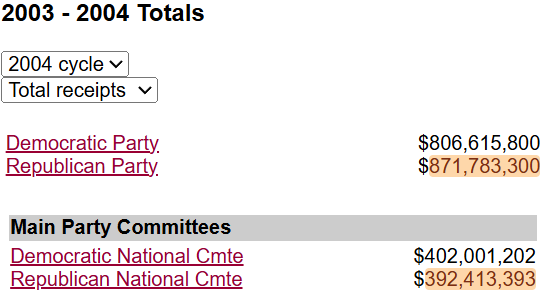 2003 - 2004 Totals
2004 cycle
Total receipts
Democratic Party $806,615,800
Republican Party $871,783,300
Main Party Committees
Democratic National Cmte $402,001,202
Republican National Cmte $392,413,393